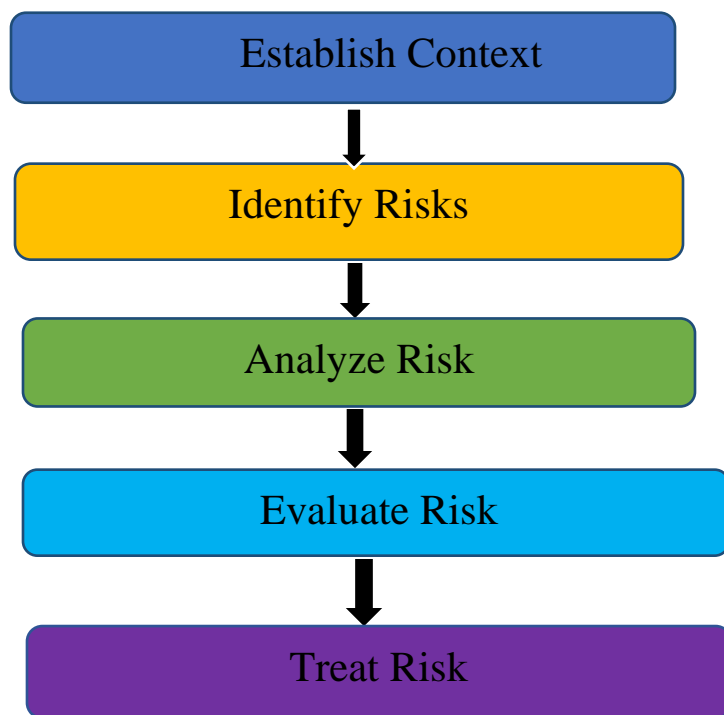 Establish Context
Identify Risks
Analyze Risk
Evaluate Risk
Treat Risk